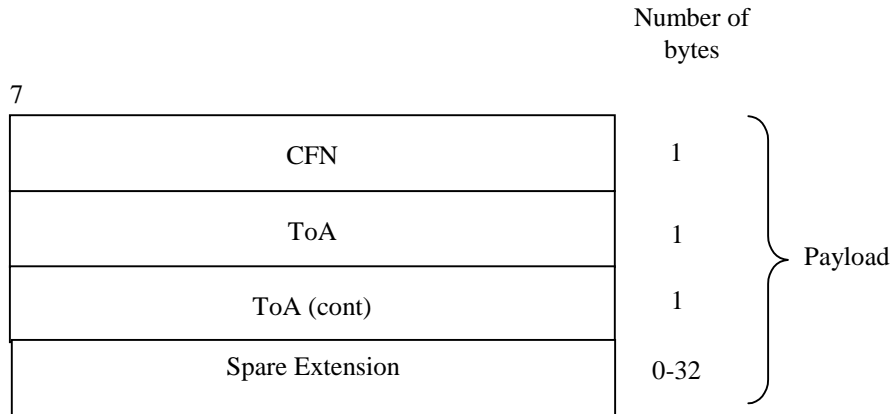 Number of
bytes
7
CFN
1
ToA
1
Payload
ToA (cont)
1
Spare Extension
0-32